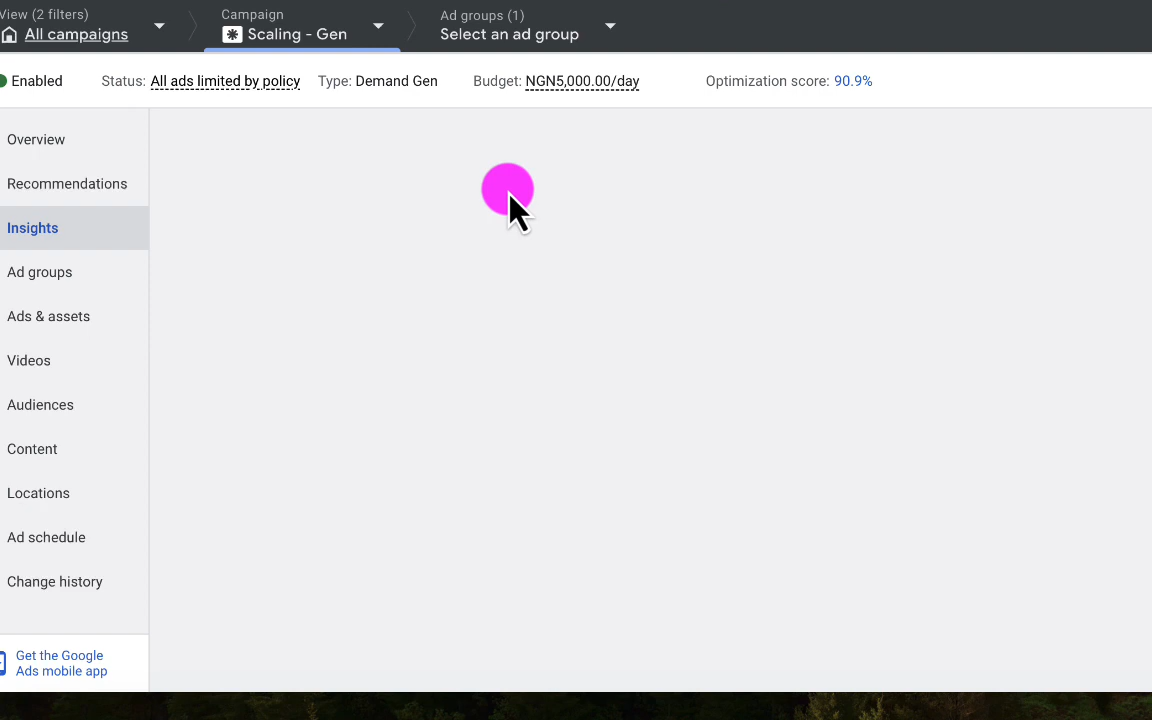 View (2 filters)
All campaigns
Campaign
Scaling - Gen
Ad groups (1)
Select an ad group
Enabled
Status: All ads limited by policy
Type: Demand Gen
Budget: NGN5,000.00/day
Optimization score: 90.9%
Overview
Recommendations
Insights
Ad groups
Ads & assets
Videos
Audiences
Content
Locations
Ad schedule
Change history
Get the Google
Ads mobile app